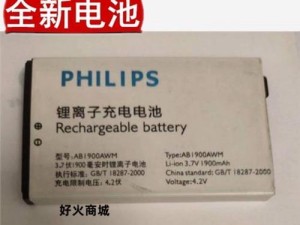 全新电池
PHILIPS
锂离子充电电池
Rechargeable battery
型号:AB1900AWM
3.7伏1900毫安时锂离子电池
执行标准:GB/T 18287-2000
充电限制电压:4.2伏
Type:AB1900AWM
Li-ion 3.7V 1900mAh
China standard:GB/T 18287-2000
Voltage:4.2V
好火商城